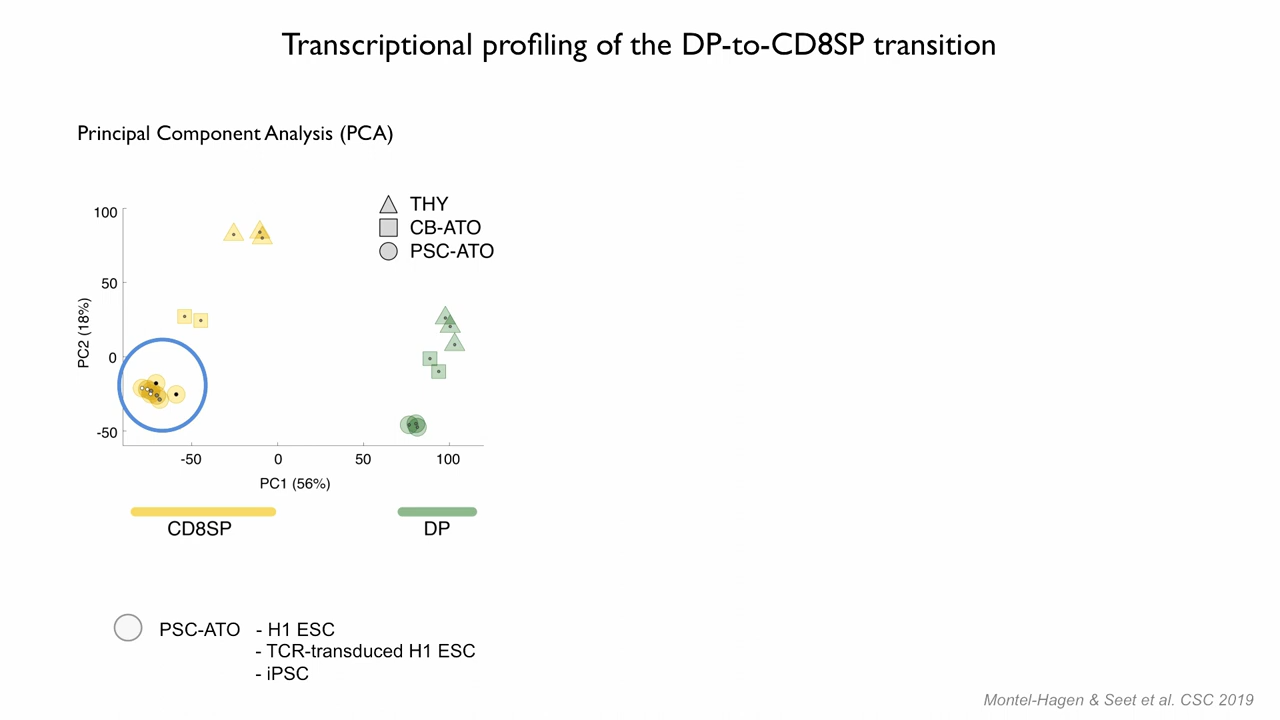 Transcriptional profiling of the DP-to-CD8SP transition
Principal Component Analysis (PCA)
THY
CB-ATO
PSC-ATO
100
50
0
-50
PC2 (18%)
-50
0
50
100
PC1 (56%)
CD8SP
DP
PSC-ATO - H1 ESC
- TCR-transduced H1 ESC
- iPSC
Montel-Hagen & Seet et al. CSC 2019